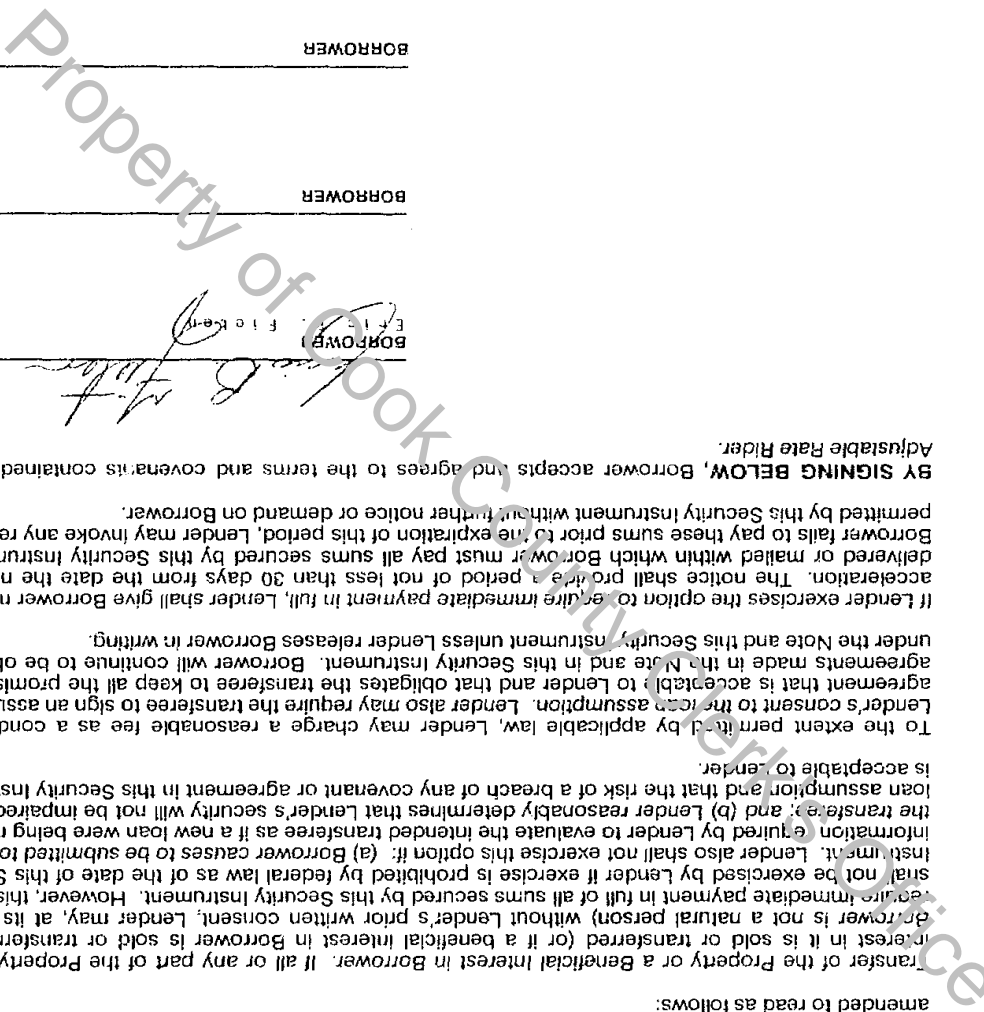 amended to read as follows:
Transfer of the Property or a Beneficial Interest in Borrower. If all or any part of the Property
interest in it is sold or transferred (or if a beneficial interest in Borrower is sold or transferre
Borrower is not a natural person) without Lender's prior written consent, Lender may, at its
require immediate payment in full of all sums secured by this Security Instrument. However, this
shall not be exercised by Lender if exercise is prohibited by federal law as of the date of this S
Instrument. Lender also shall not exercise this option if: (a) Borrower causes to be submitted to
information required by Lender to evaluate the intended transferee as if a new loan were being
the transferee; and (b) Lender reasonably determines that Lender's security will not be impaired
loan assumption and that the risk of a breach of any covenant or agreement in this Security Inst
is acceptable to Lender.
To the extent permitted by applicable law, Lender may charge a reasonable fee as a cond
Lender's consent to the loan assumption. Lender also may require the transferee to sign an assu
agreement that is acceptable to Lender and that obligates the transferee to keep all the promis
agreements made in the Note and in this Security Instrument. Borrower will continue to be ob
under the Note and this Security Instrument unless Lender releases Borrower in writing.
If Lender exercises the option to require immediate payment in full, Lender shall give Borrower n
acceleration. The notice shall provide a period of not less than 30 days from the date the n
delivered or mailed within which Borrower must pay all sums secured by this Security Instrun
Borrower fails to pay these sums prior to the expiration of this period, Lender may invoke any re
permitted by this Security Instrument without further notice or demand on Borrower.
BY SIGNING BELOW, Borrower accepts and agrees to the terms and covenants contained
Adjustable Rate Rider.
BORROWER
Eric Fieken
BORROWER
BORROWER
Property of Cook County Clerk's Office